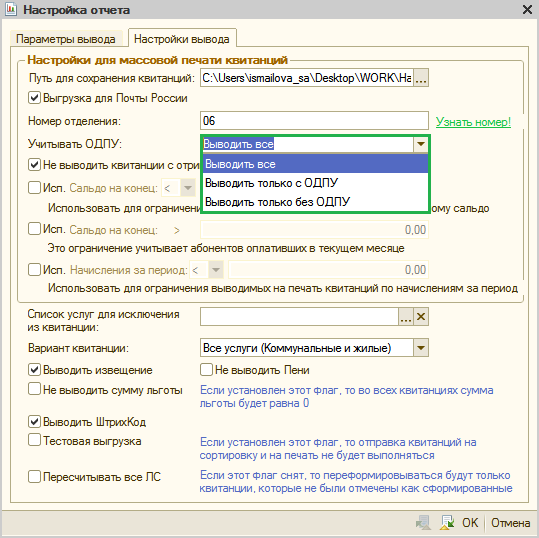 Настройка отчета
Параметры вывода
Настройки вывода
Настройки для массовой печати квитанций
Путь для сохранения квитанций: C:\Users\ismailova_sa\Desktop\WORK\На ...
Выгрузка для Почты России
Номер отделения: 06 Узнать номер!
Учитывать ОДПУ: Выводить все
Не выводить квитанции с отри
Выводить все
Выводить только с ОДПУ
Выводить только без ОДПУ
Исп. Сальдо на конец: <
Использовать для ограничен ому сальдо
Исп. Сальдо на конец: > 0,00
Это ограничение учитывает абонентов оплативших в текущем месяце
Исп. Начисления за период: < 0,00
Использовать для ограничения выводимых на печать квитанций по начислениям за период
Список услуг для исключения
из квитанции: ...
Вариант квитанции: Все услуги (Коммунальные и жилые)
Выводить извещение Не выводить Пени
Не выводить сумму льготы Если установлен этот флаг, то во всех квитанциях сумма
льготы будет равна 0
Выводить ШтрихКод
Тестовая выгрузка Если установлен этот флаг, то отправка квитанций на
сортировку и на печать не будет выполняться
Пересчитывать все ЛС Если этот флаг снят, то переформировываться будут только
квитанции, которые не были отмечены как сформированные
OK Отмена